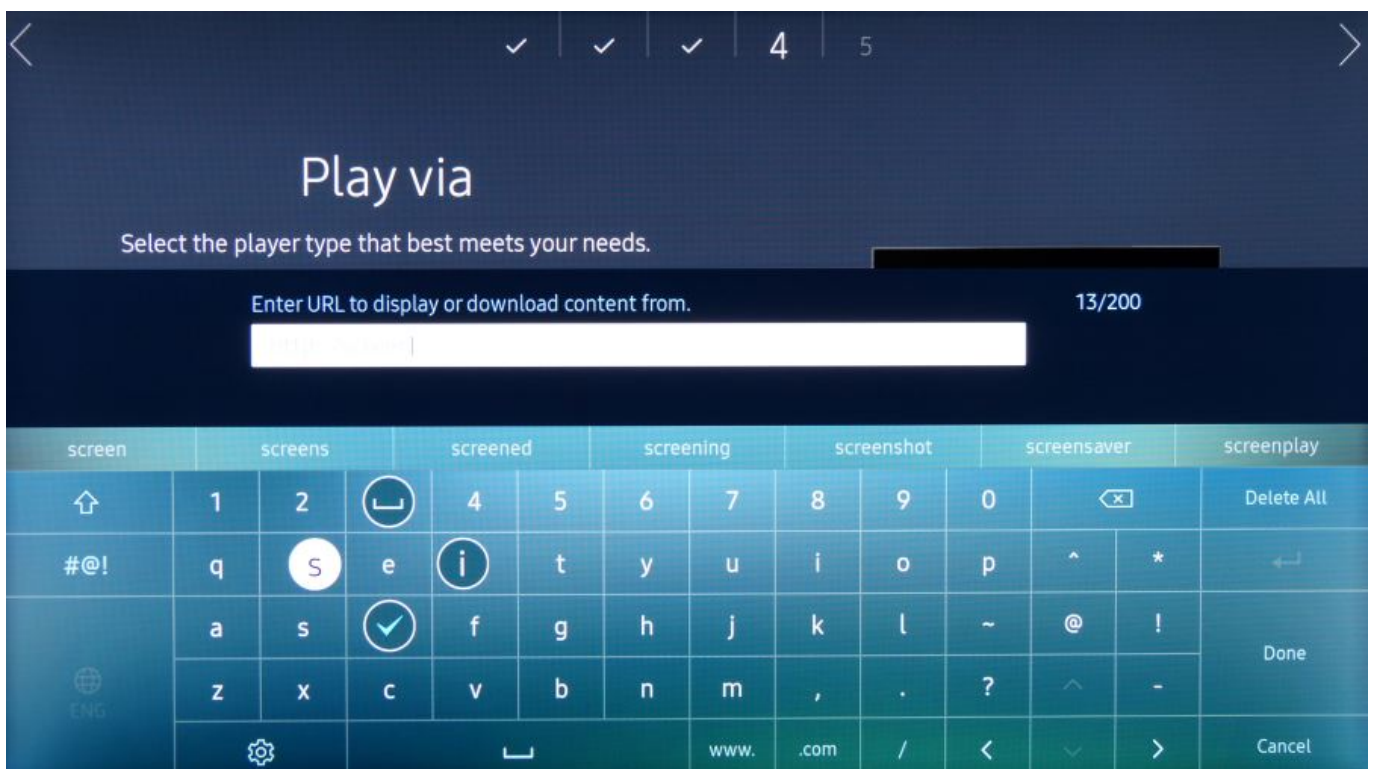 4 5
Play via
Select the player type that best meets your needs.
Enter URL to display or download content from.
13/200
screen screens screened screening screenshot screensaver screenplay
1 2 4 5 6 7 8 9 0 Delete All
#@! q s e i t y u i o p ^ *
a s f g h j k l ~ @ !
Done
ENG z x c v b n m , . ? -
www. .com / < > Cancel